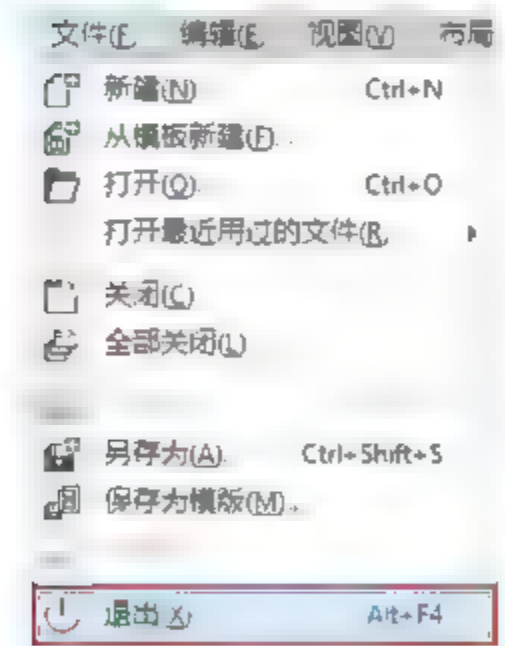 文件(F) 编辑(E) 视图(V) 布局
新建(N) Ctrl+N
从模板新建(F)...
打开(O)... Ctrl+O
打开最近用过的文件(R)
关闭(C)
全部关闭(L)
另存为(A)... Ctrl+Shift+S
保存为模版(M)...
退出(X) Alt+F4